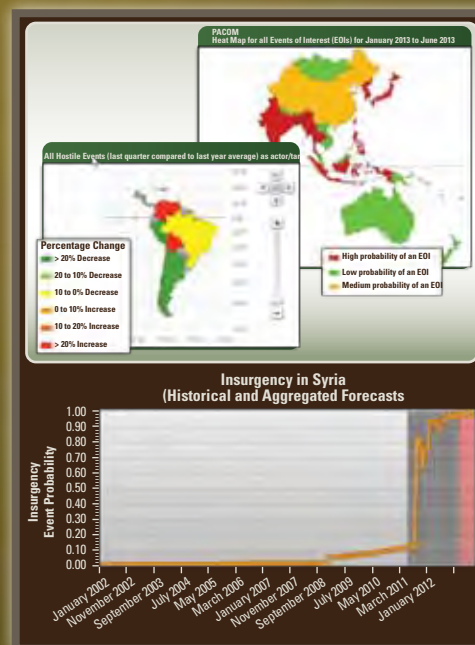 PACOM
Heat Map for all Events of Interest (EOIs) for January 2013 to June 2013
All Hostile Events (last quarter compared to last year average) as actor/tar
Percentage Change
> 20% Decrease
20 to 10% Decrease
10 to 0% Decrease
0 to 10% Increase
10 to 20% Increase
> 20% Increase
High probability of an EOI
Low probability of an EOI
Medium probability of an EOI
Insurgency in Syria
(Historical and Aggregated Forecasts
Insurgency
Event Probability
1.00
0.90
0.80
0.70
0.60
0.50
0.40
0.30
0.20
0.10
0.00
January 2002
November 2002
September 2003
July 2004
May 2005
March 2006
January 2007
November 2007
September 2008
July 2009
May 2010
March 2011
January 2012